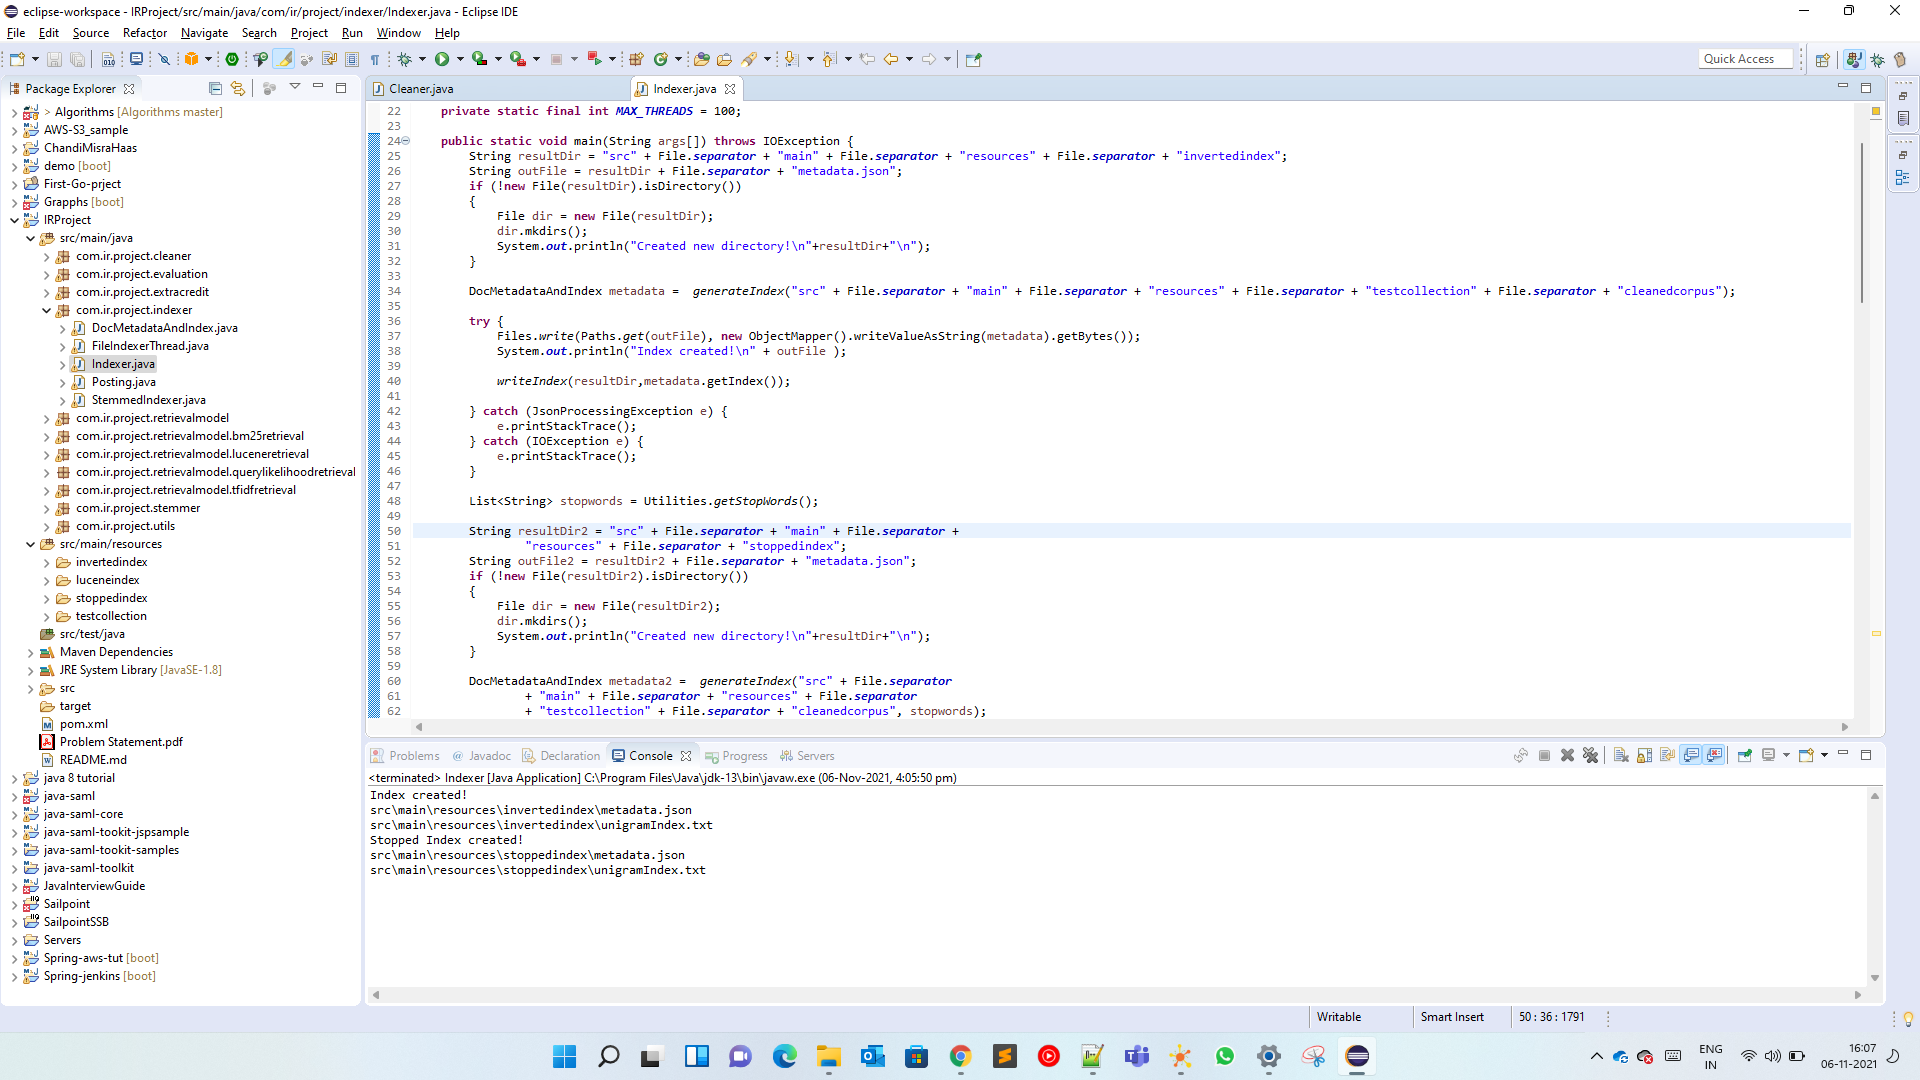 eclipse-workspace - IRProject/src/main/java/com/ir/project/indexer/Indexer.java - Eclipse IDE
File Edit Source Refactor Navigate Search Project Run Window Help
Quick Access
Package Explorer
> Algorithms [Algorithms master]
AWS-S3_sample
ChandiMisraHaas
demo [boot]
First-Go-prject
Grapphs [boot]
IRProject
src/main/java
com.ir.project.cleaner
com.ir.project.evaluation
com.ir.project.extracredit
com.ir.project.indexer
DocMetadataAndIndex.java
FileIndexerThread.java
Indexer.java
Posting.java
StemmedIndexer.java
com.ir.project.retrievalmodel
com.ir.project.retrievalmodel.bm25retrieval
com.ir.project.retrievalmodel.luceneretrieval
com.ir.project.retrievalmodel.querylikelihoodretrieval
com.ir.project.retrievalmodel.tfidfretrieval
com.ir.project.stemmer
com.ir.project.utils
src/main/resources
invertedindex
luceneindex
stoppedindex
testcollection
src/test/java
Maven Dependencies
JRE System Library [JavaSE-1.8]
src
target
pom.xml
Problem Statement.pdf
README.md
java 8 tutorial
java-saml
java-saml-core
java-saml-tookit-jspsample
java-saml-tookit-samples
java-saml-toolkit
JavaInterviewGuide
Sailpoint
SailpointSSB
Servers
Spring-aws-tut [boot]
Spring-jenkins [boot]
Cleaner.java Indexer.java
22 private static final int MAX_THREADS = 100;
23
24 public static void main(String args[]) throws IOException {
25 String resultDir = "src" + File.separator + "main" + File.separator + "resources" + File.separator + "invertedindex";
26 String outFile = resultDir + File.separator + "metadata.json";
27 if (!new File(resultDir).isDirectory())
28 {
29 File dir = new File(resultDir);
30 dir.mkdirs();
31 System.out.println("Created new directory!\n"+resultDir+"\n");
32 }
33
34 DocMetadataAndIndex metadata = generateIndex("src" + File.separator + "main" + File.separator + "resources" + File.separator + "testcollection" + File.separator + "cleanedcorpus");
35
36 try {
37 Files.write(Paths.get(outFile), new ObjectMapper().writeValueAsString(metadata).getBytes());
38 System.out.println("Index created!\n" + outFile );
39
40 writeIndex(resultDir,metadata.getIndex());
41
42 } catch (JsonProcessingException e) {
43 e.printStackTrace();
44 } catch (IOException e) {
45 e.printStackTrace();
46 }
47
48 List<String> stopwords = Utilities.getStopWords();
49
50 String resultDir2 = "src" + File.separator + "main" + File.separator +
51 "resources" + File.separator + "stoppedindex";
52 String outFile2 = resultDir2 + File.separator + "metadata.json";
53 if (!new File(resultDir2).isDirectory())
54 {
55 File dir = new File(resultDir2);
56 dir.mkdirs();
57 System.out.println("Created new directory!\n"+resultDir+"\n");
58 }
59
60 DocMetadataAndIndex metadata2 = generateIndex("src" + File.separator
61 + "main" + File.separator + "resources" + File.separator
62 + "testcollection" + File.separator + "cleanedcorpus", stopwords);
Problems Javadoc Declaration Console Progress Servers
<terminated> Indexer [Java Application] C:\Program Files\Java\jdk-13\bin\javaw.exe (06-Nov-2021, 4:05:50 pm)
Index created!
src\main\resources\invertedindex\metadata.json
src\main\resources\invertedindex\unigramIndex.txt
Stopped Index created!
src\main\resources\stoppedindex\metadata.json
src\main\resources\stoppedindex\unigramIndex.txt
Writable Smart Insert 50 : 36 : 1791
ENG 16:07
IN 06-11-2021